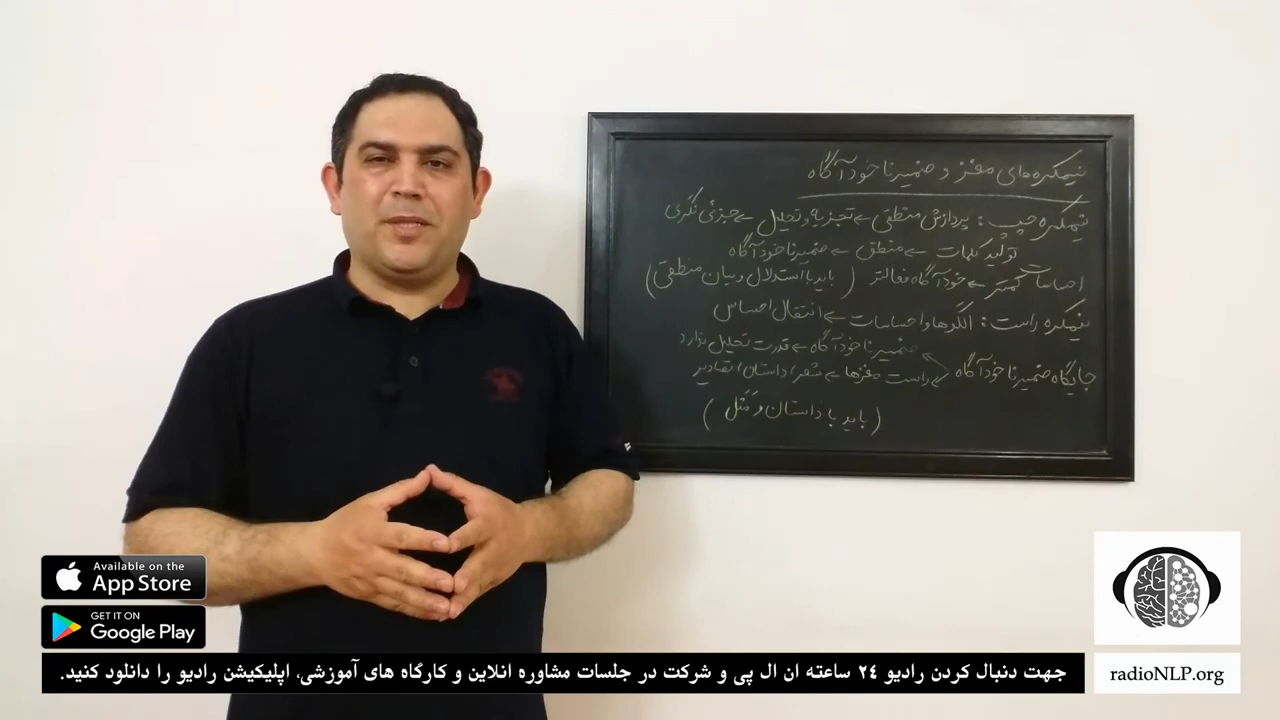 نیمکره‌های مغز و ضمیر ناخودآگاه
نیمکره چپ: پردازش منطقی ← تجزیه و تحلیل ← جزئی نگری
تولید کلمات ← منطق ← ضمیر ناخودآگاه
احساسات کمتر ← خودآگاه فعالتر (باید با استدلال و بیان منطقی)
نیمکره راست: الگوها و احساسات ← انتقال احساس
ضمیر ناخودآگاه ← قدرت تحلیل ندارد
جایگاه ضمیر ناخودآگاه
راست مغزها ← شعر، داستان، تصاویر
(باید با داستان و مَثَل)
Available on the
App Store
GET IT ON
Google Play
جهت دنبال کردن رادیو ۲۴ ساعته ان ال پی و شرکت در جلسات مشاوره انلاین و کارگاه های آموزشی، اپلیکیشن رادیو را دانلود کنید.
radioNLP.org